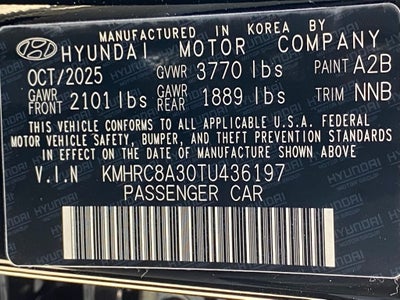 MANUFACTURED IN KOREA BY
HYUNDAI MOTOR COMPANY
OCT/2025 GVWR 3770 lbs PAINT A2B
GAWR FRONT 2101 lbs GAWR REAR 1889 lbs TRIM NNB
THIS VEHICLE CONFORMS TO ALL APPLICABLE U.S.A. FEDERAL
MOTOR VEHICLE SAFETY, BUMPER, AND THEFT PREVENTION STANDARDS
IN EFFECT ON THE DATE OF MANUFACTURE SHOWN ABOVE.
V.I.N KMHRC8A30TU436197
PASSENGER CAR